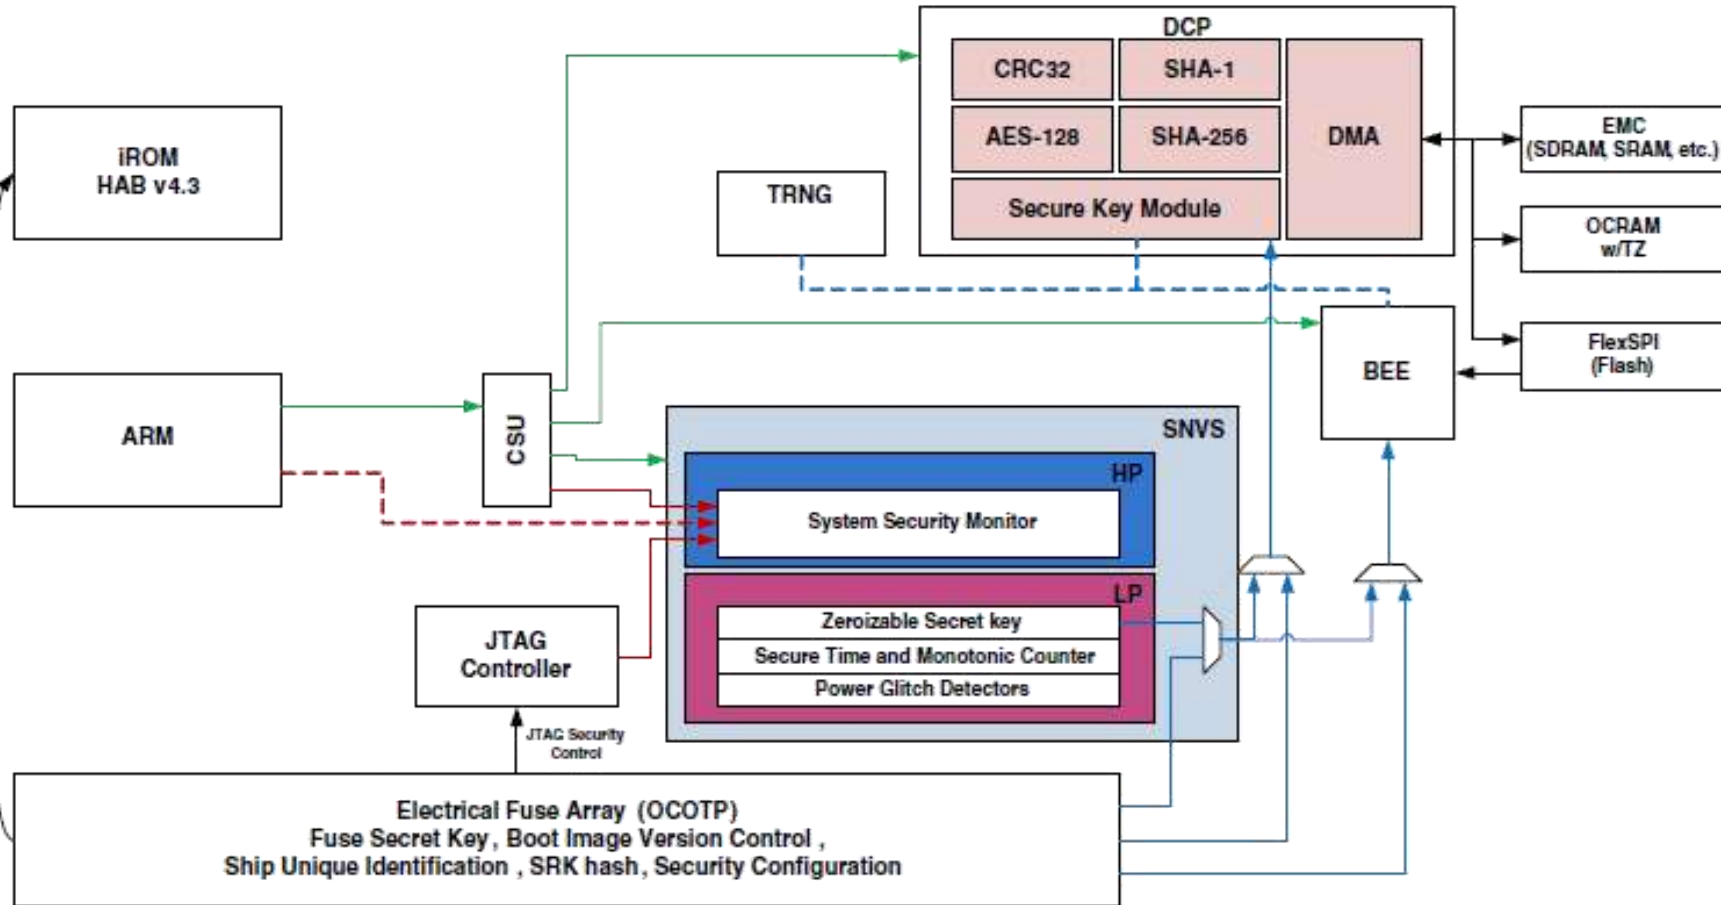 DCP
CRC32
SHA-1
AES-128
SHA-256
DMA
Secure Key Module
iROM
HAB v4.3
TRNG
EMC
(SDRAM, SRAM, etc.)
OCRAM
w/TZ
FlexSPI
(Flash)
BEE
ARM
CSU
SNVS
HP
System Security Monitor
LP
Zeroizable Secret key
Secure Time and Monotonic Counter
Power Glitch Detectors
JTAG
Controller
JTAG Security
Control
Electrical Fuse Array (OCOTP)
Fuse Secret Key, Boot Image Version Control ,
Ship Unique Identification , SRK hash, Security Configuration